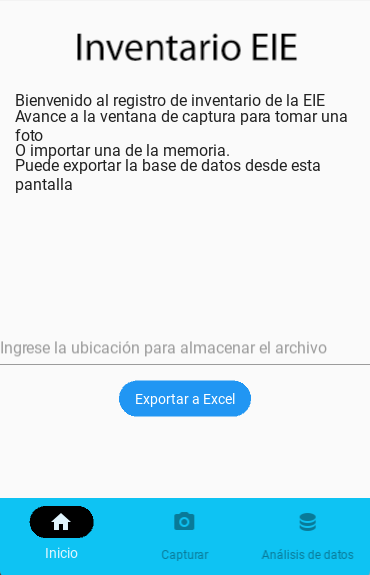 Inventario EIE
Bienvenido al registro de inventario de la EIE
Avance a la ventana de captura para tomar una
foto
O importar una de la memoria.
Puede exportar la base de datos desde esta
pantalla
Ingrese la ubicación para almacenar el archivo
Exportar a Excel
Inicio
Capturar
Análisis de datos